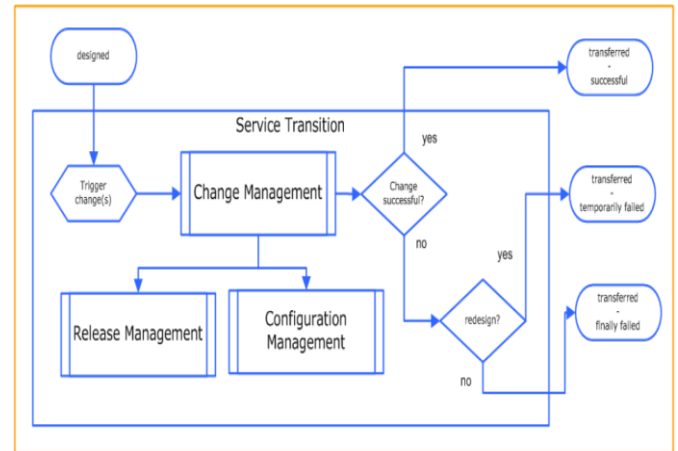 designed
transferred
-
successful
Service Transition
yes
Trigger
change(s)
Change Management
Change
successful?
transferred
-
temporarily failed
no
yes
Release Management
Configuration
Management
redesign?
transferred
-
finally failed
no